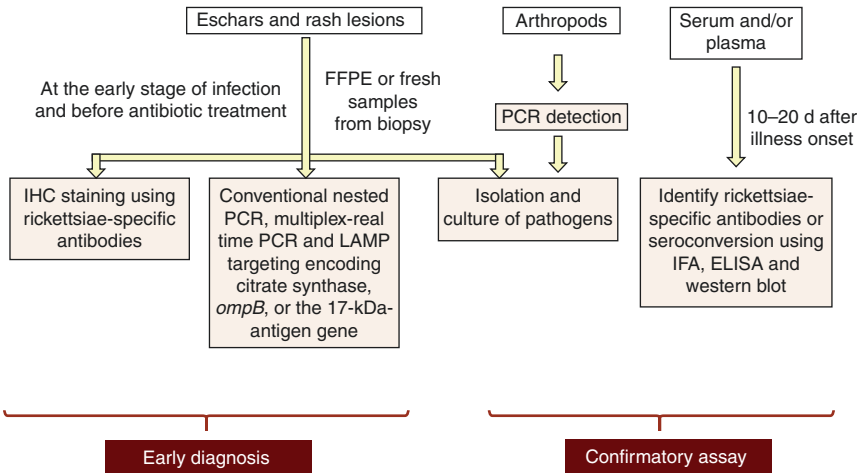 Eschars and rash lesions
Arthropods
Serum and/or
plasma
At the early stage of infection
and before antibiotic treatment
FFPE or fresh
samples
from biopsy
PCR detection
10–20 d after
illness onset
IHC staining using
rickettsiae-specific
antibodies
Conventional nested
PCR, multiplex-real
time PCR and LAMP
targeting encoding
citrate synthase,
ompB, or the 17-kDa-
antigen gene
Isolation and
culture of pathogens
Identify rickettsiae-
specific antibodies or
seroconversion using
IFA, ELISA and
western blot
Early diagnosis
Confirmatory assay